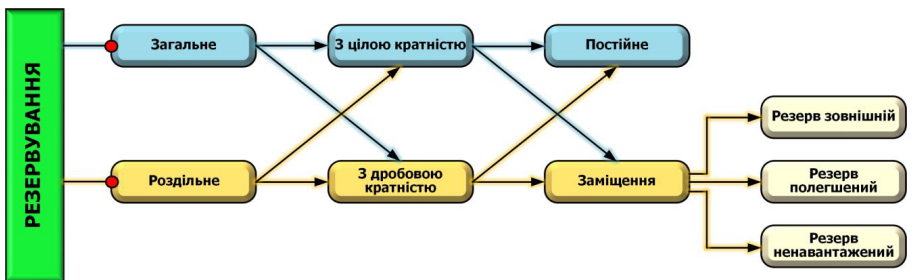 РЕЗЕРВУВАННЯ
Загальне
З цілою кратністю
Постійне
Роздільне
З дробовою
кратністю
Заміщення
Резерв зовнішній
Резерв
полегшений
Резерв
ненавантажений